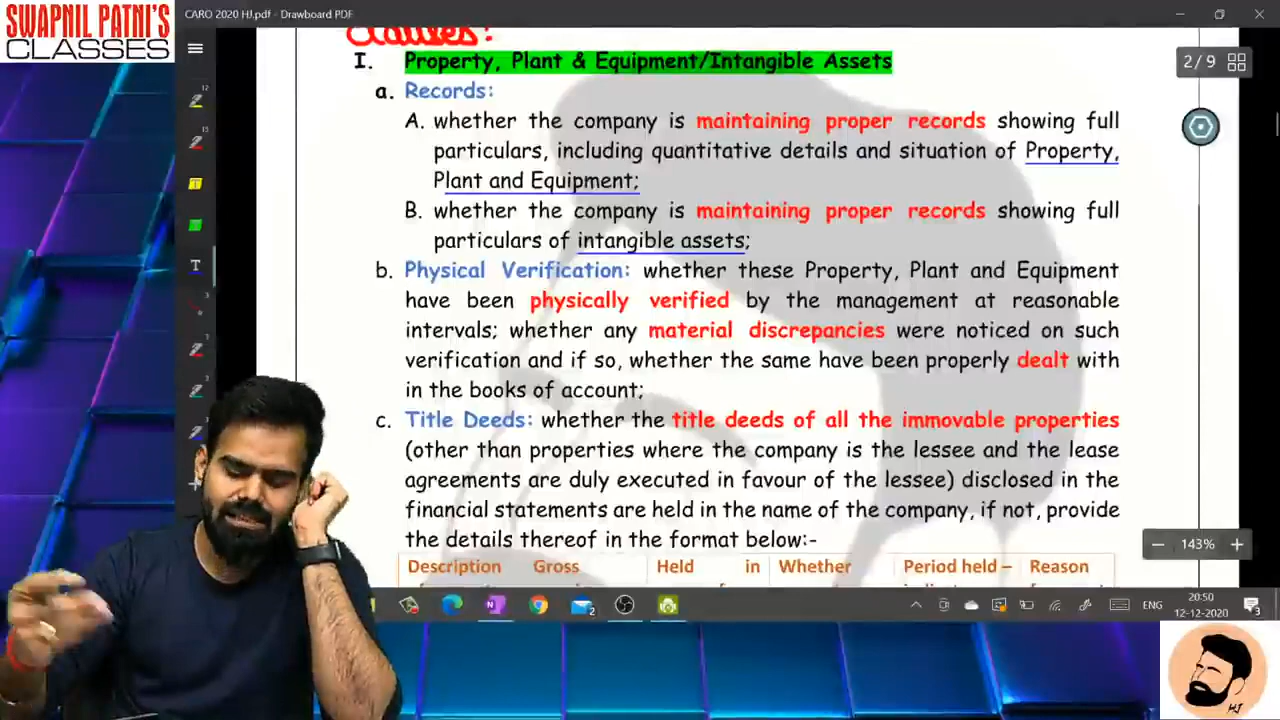 SWAPNIL PATNI'S
CLASSES
CARO 2020 HJ.pdf - Drawboard PDF
Clauses:
2/9
I. Property, Plant & Equipment/Intangible Assets
a. Records:
A. whether the company is maintaining proper records showing full
particulars, including quantitative details and situation of Property,
Plant and Equipment;
B. whether the company is maintaining proper records showing full
particulars of intangible assets;
b. Physical Verification: whether these Property, Plant and Equipment
have been physically verified by the management at reasonable
intervals; whether any material discrepancies were noticed on such
verification and if so, whether the same have been properly dealt with
in the books of account;
c. Title Deeds: whether the title deeds of all the immovable properties
(other than properties where the company is the lessee and the lease
agreements are duly executed in favour of the lessee) disclosed in the
financial statements are held in the name of the company, if not, provide
the details thereof in the format below:-
143%
Description Gross Held in Whether Period held – Reason
20:50
ENG
12-12-2020
HJ